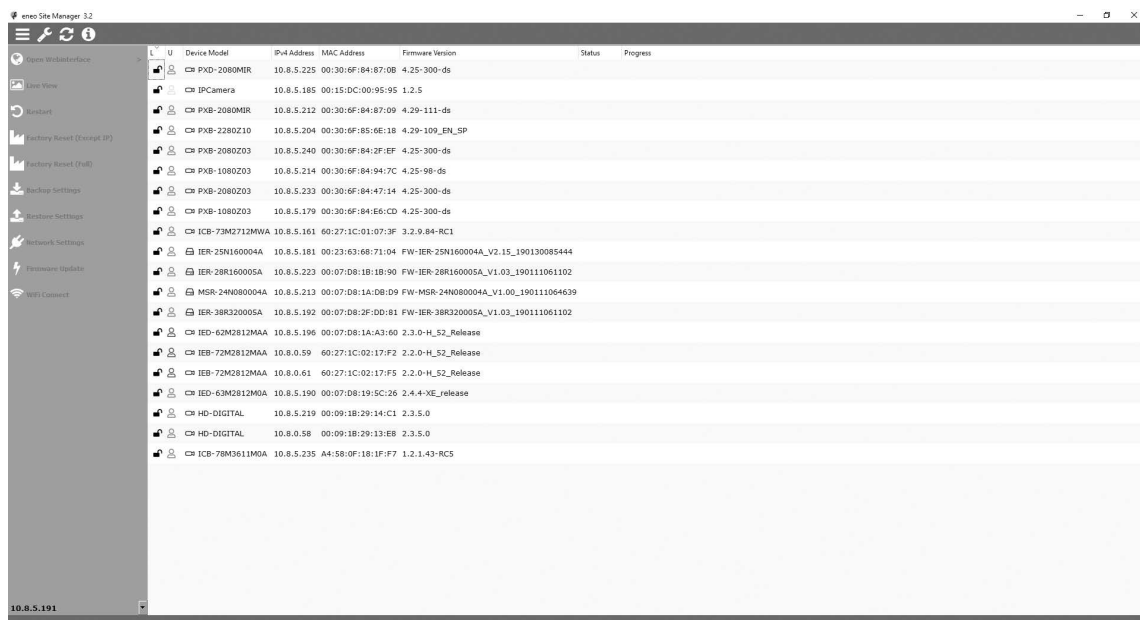 eneo Site Manager 3.2
L U Device Model IPv4 Address MAC Address Firmware Version Status Progress
Open Webinterface >
Live View
Restart
Factory Reset (Except IP)
Factory Reset (Full)
Backup Settings
Restore Settings
Network Settings
Firmware Update
WiFi Connect
10.8.5.191
PXD-2080MIR 10.8.5.225 00:30:6F:84:87:0B 4.25-300-ds
IPCamera 10.8.5.185 00:15:DC:00:95:95 1.2.5
PXB-2080MIR 10.8.5.212 00:30:6F:84:87:09 4.29-111-ds
PXB-2280Z10 10.8.5.204 00:30:6F:85:6E:18 4.29-109_EN_SP
PXB-2080Z03 10.8.5.240 00:30:6F:84:2F:EF 4.25-300-ds
PXB-1080Z03 10.8.5.214 00:30:6F:84:94:7C 4.25-98-ds
PXB-2080Z03 10.8.5.233 00:30:6F:84:47:14 4.25-300-ds
PXB-1080Z03 10.8.5.179 00:30:6F:84:E6:CD 4.25-300-ds
ICB-73M2712MWA 10.8.5.161 60:27:1C:01:07:3F 3.2.9.84-RC1
IER-25N160004A 10.8.5.181 00:23:63:68:71:04 FW-IER-25N160004A_V2.15_190130085444
IER-28R160005A 10.8.5.223 00:07:D8:1B:1B:90 FW-IER-28R160005A_V1.03_190111061102
MSR-24N080004A 10.8.5.213 00:07:D8:1A:DB:D9 FW-MSR-24N080004A_V1.00_190111064639
IER-38R320005A 10.8.5.192 00:07:D8:2F:DD:81 FW-IER-38R320005A_V1.03_190111061102
IED-62M2812MAA 10.8.5.196 00:07:D8:1A:A3:60 2.3.0-H_52_Release
IEB-72M2812MAA 10.8.0.59 60:27:1C:02:17:F2 2.2.0-H_52_Release
IEB-72M2812MAA 10.8.0.61 60:27:1C:02:17:F5 2.2.0-H_52_Release
IED-63M2812M0A 10.8.5.190 00:07:D8:19:5C:26 2.4.4-XE_release
HD-DIGITAL 10.8.5.219 00:09:1B:29:14:C1 2.3.5.0
HD-DIGITAL 10.8.0.58 00:09:1B:29:13:E8 2.3.5.0
ICB-78M3611M0A 10.8.5.235 A4:58:0F:18:1F:F7 1.2.1.43-RC5